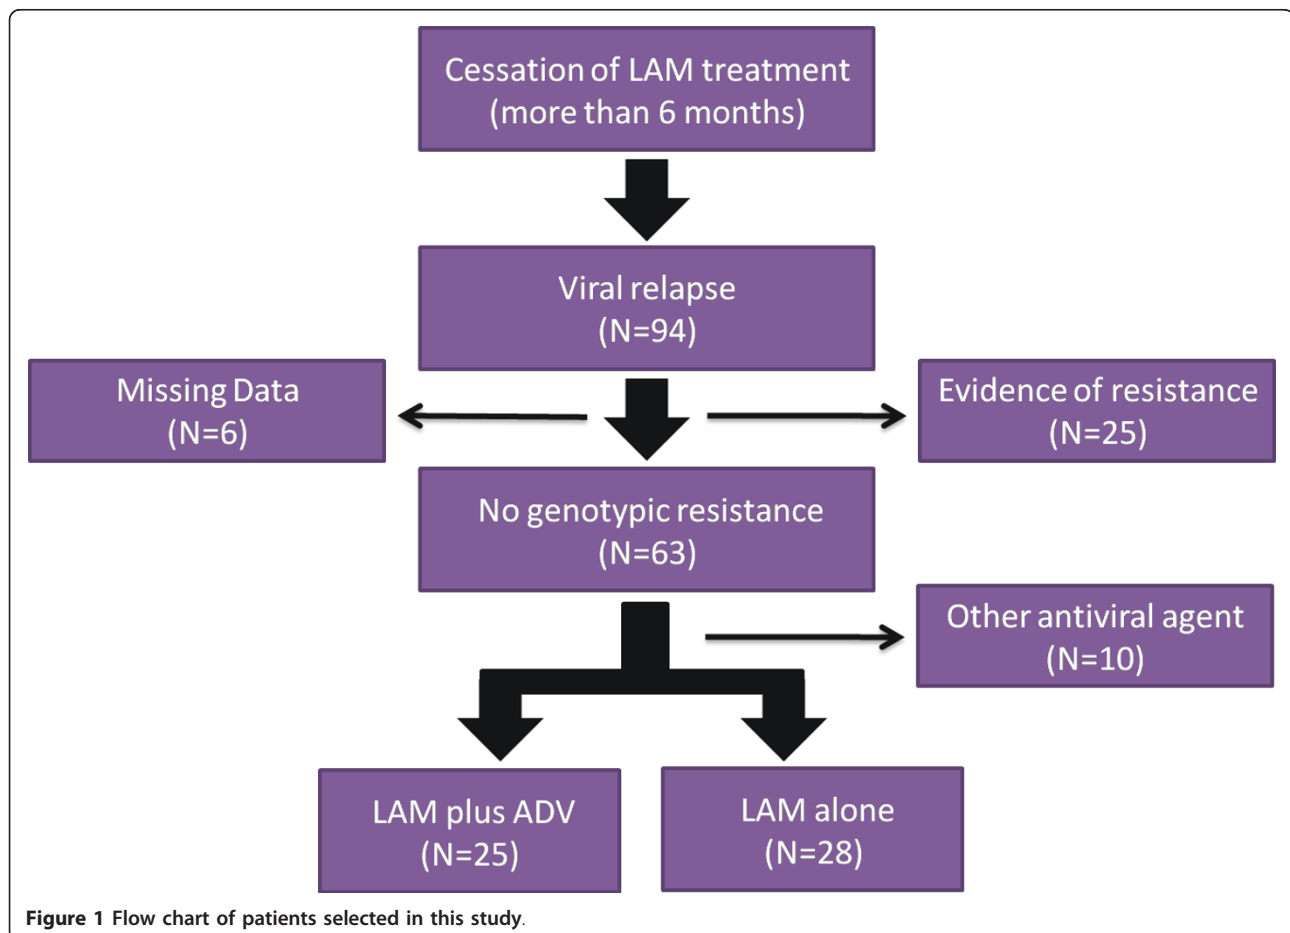 Cessation of LAM treatment
(more than 6 months)
Viral relapse
(N=94)
Missing Data
(N=6)
Evidence of resistance
(N=25)
No genotypic resistance
(N=63)
Other antiviral agent
(N=10)
LAM plus ADV
(N=25)
LAM alone
(N=28)
Figure 1 Flow chart of patients selected in this study.